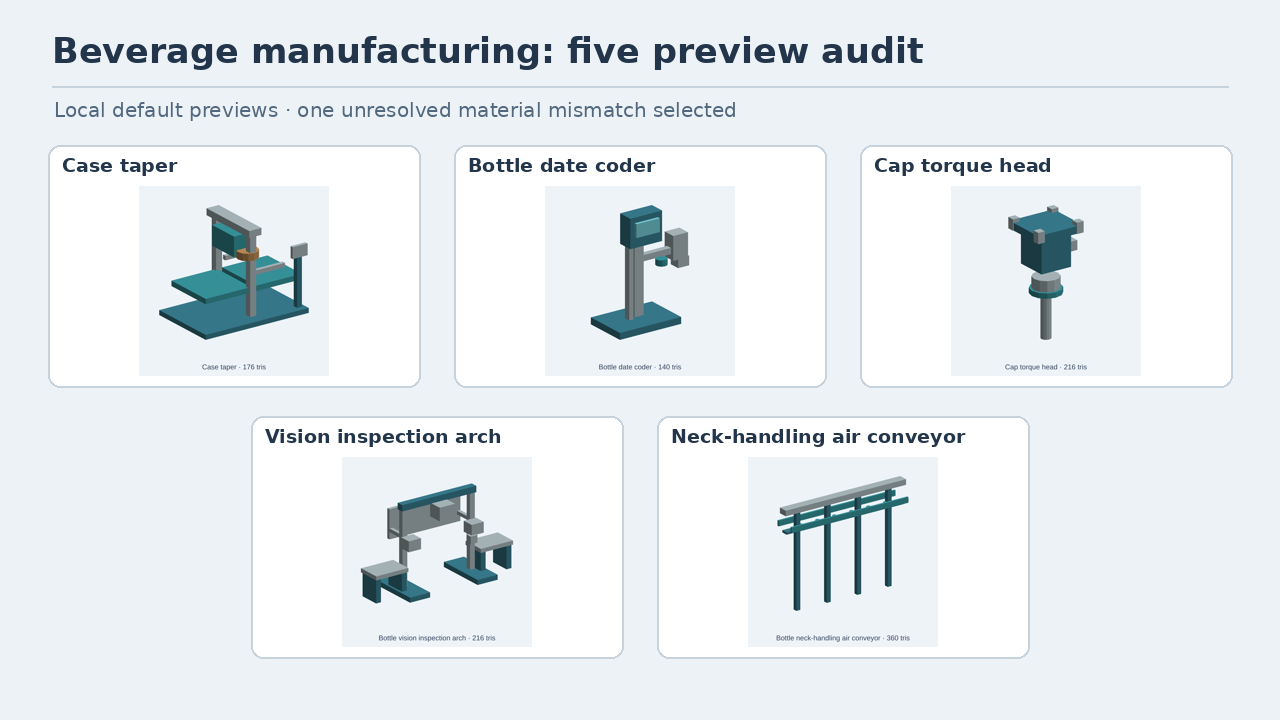 Beverage manufacturing: five preview audit
Local default previews · one unresolved material mismatch selected
Case taper
Case taper · 176 tris
Bottle date coder
Bottle date coder · 140 tris
Cap torque head
Cap torque head · 216 tris
Vision inspection arch
Bottle vision inspection arch · 216 tris
Neck-handling air conveyor
Bottle neck-handling air conveyor · 360 tris